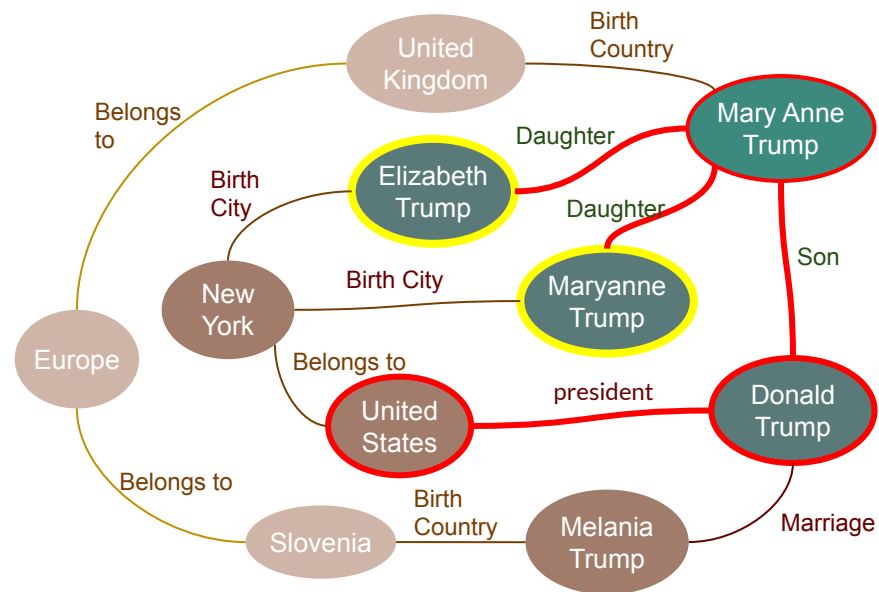 United
Kingdom
Birth
Country
Mary Anne
Trump
Belongs
to
Daughter
Elizabeth
Trump
Birth
City
Daughter
Son
New
York
Birth City
Maryanne
Trump
Europe
Belongs to
United
States
president
Donald
Trump
Belongs to
Slovenia
Birth
Country
Melania
Trump
Marriage